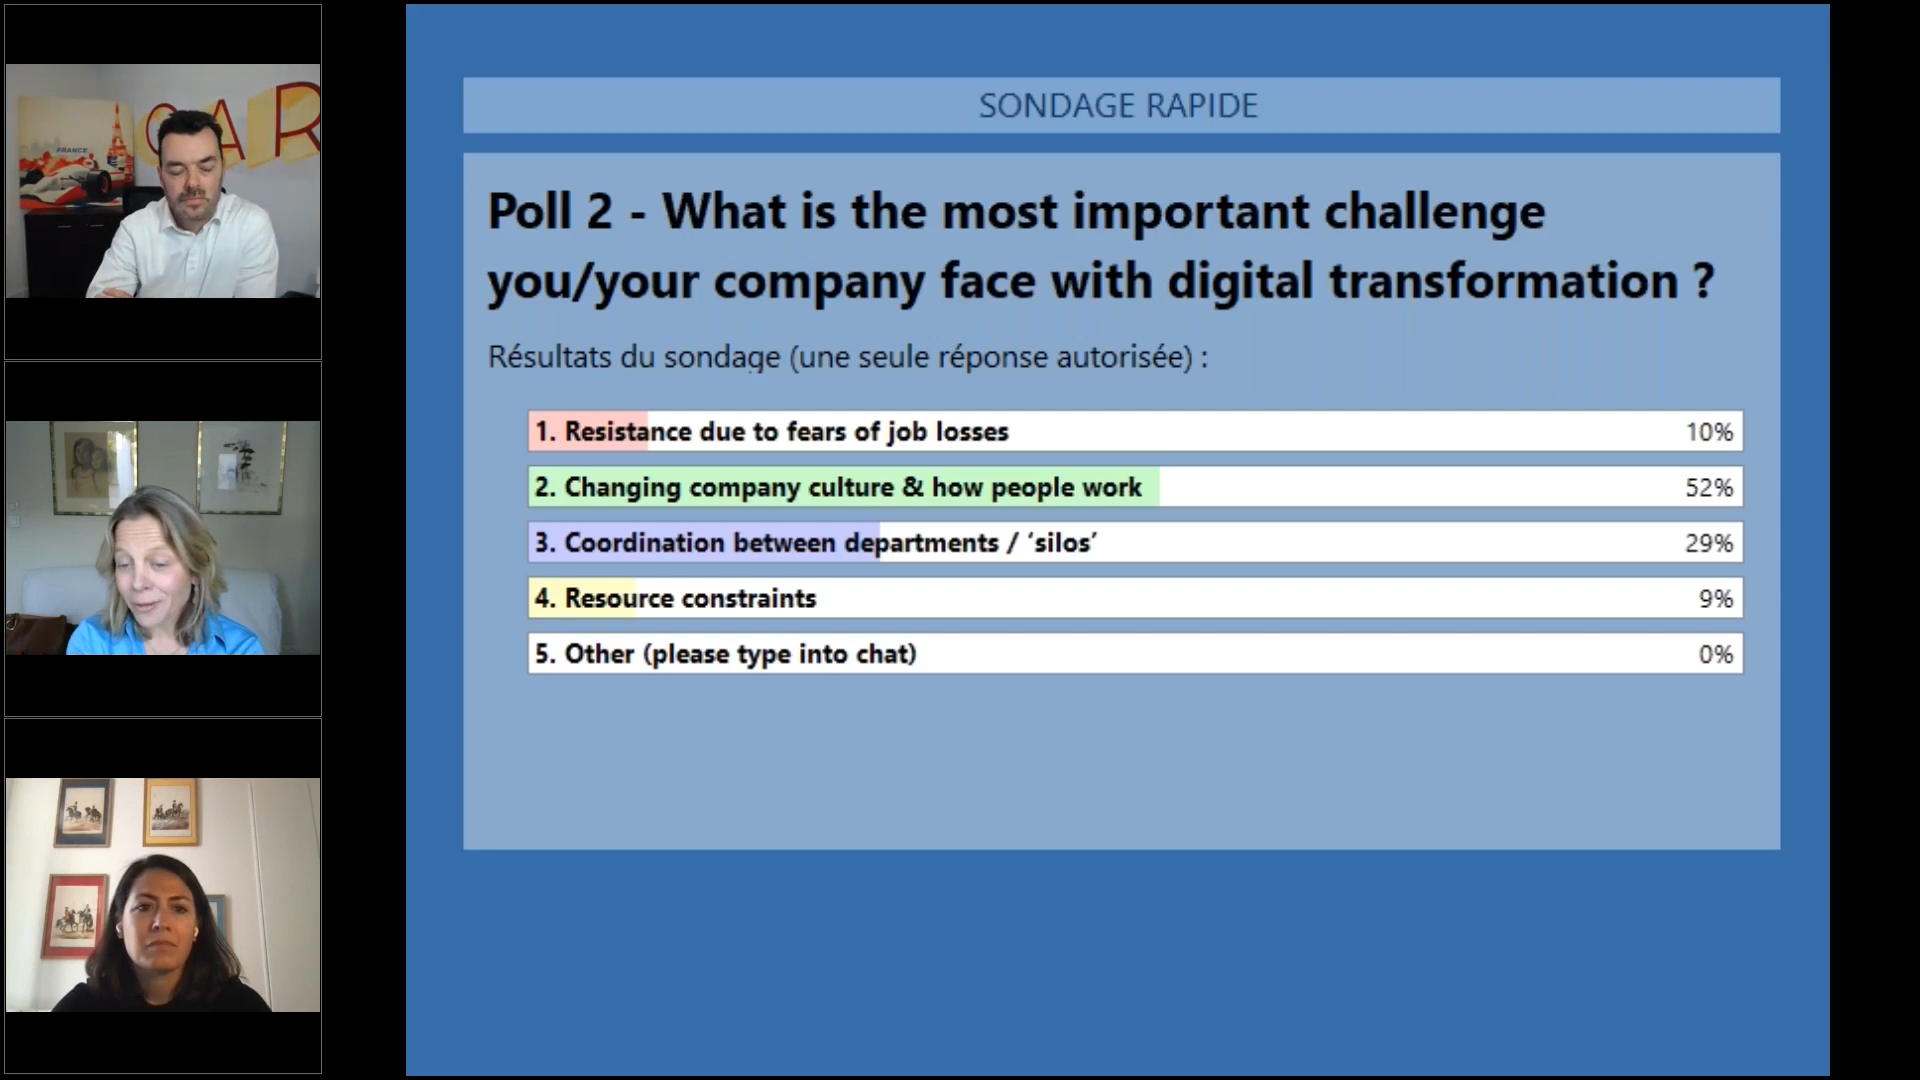 CAR
FRANCE
SONDAGE RAPIDE
Poll 2 - What is the most important challenge
you/your company face with digital transformation ?
Résultats du sondage (une seule réponse autorisée) :
1. Resistance due to fears of job losses 10%
2. Changing company culture & how people work 52%
3. Coordination between departments / ‘silos’ 29%
4. Resource constraints 9%
5. Other (please type into chat) 0%